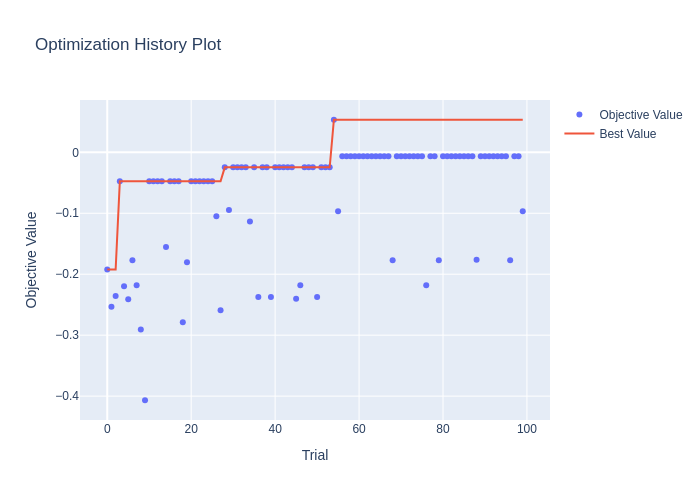 Optimization History Plot
Objective Value
Best Value
0
−0.1
−0.2
−0.3
−0.4
Objective Value
0
20
40
60
80
100
Trial